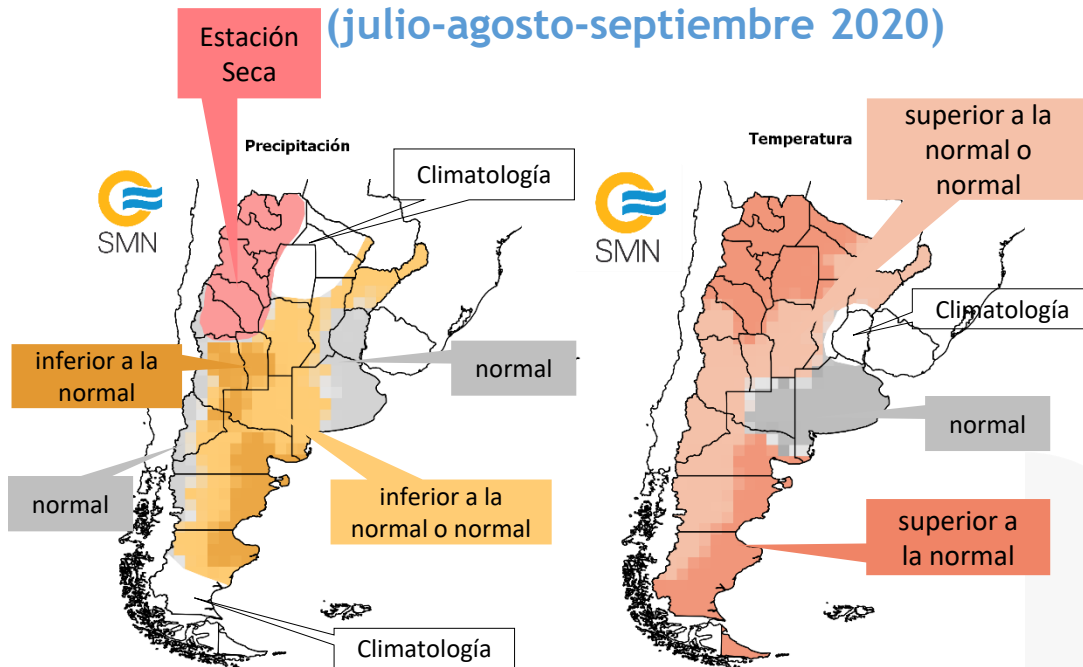 (julio-agosto-septiembre 2020)
Estación
Seca
Precipitación
Climatología
SMN
inferior a la
normal
normal
normal
inferior a la
normal o normal
Climatología
Temperatura
superior a la
normal o
normal
SMN
Climatología
normal
superior a
la normal